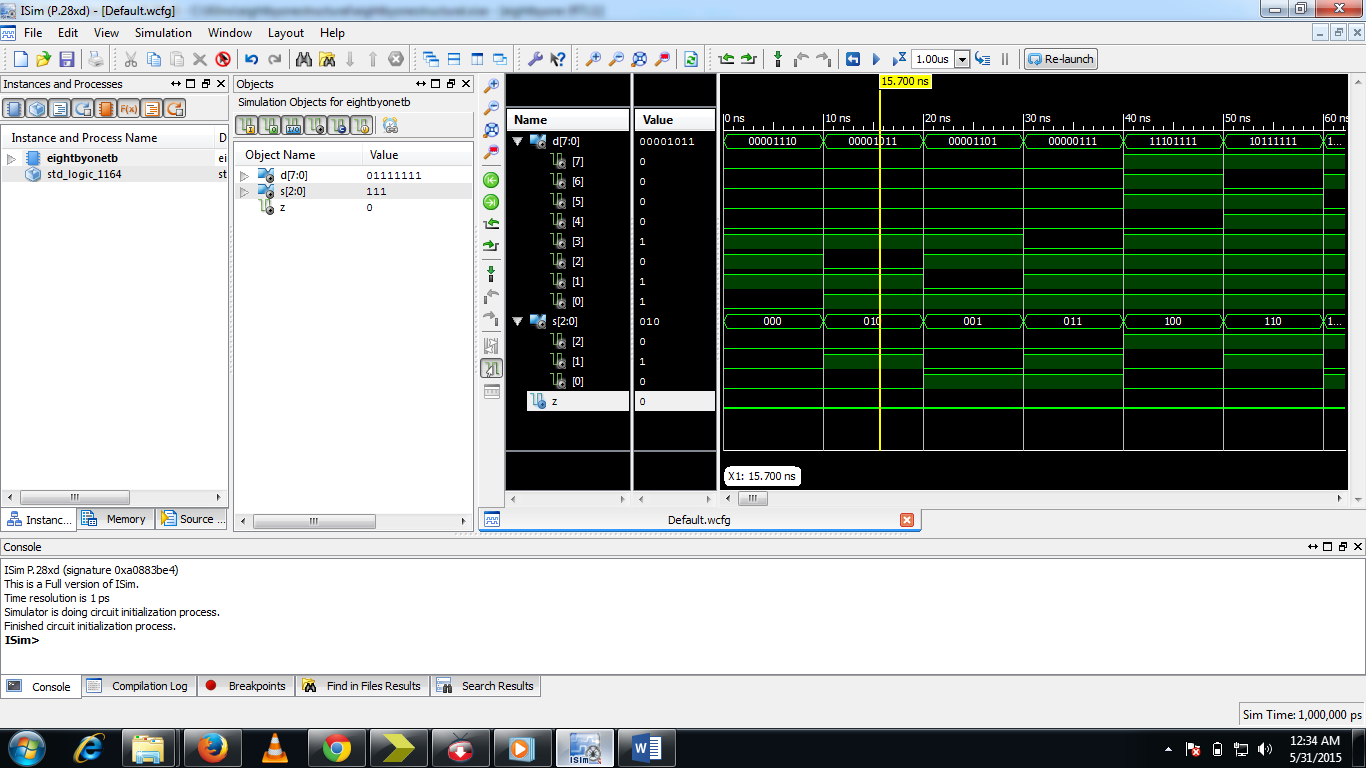 ISim (P.28xd) - [Default.wcfg]
File Edit View Simulation Window Layout Help
1.00us Re-launch
Instances and Processes
Instance and Process Name D
eightbyonetb ei
std_logic_1164 st
Instanc... Memory Source ...
Objects
Simulation Objects for eightbyonetb
Object Name Value
d[7:0] 01111111
s[2:0] 111
z 0
Name Value
d[7:0] 00001011
[7] 0
[6] 0
[5] 0
[4] 0
[3] 1
[2] 0
[1] 1
[0] 1
s[2:0] 010
[2] 0
[1] 1
[0] 0
z 0
15.700 ns
0 ns 10 ns 20 ns 30 ns 40 ns 50 ns 60 ns
00001110 00001011 00001101 00000111 11101111 10111111 1...
000 010 001 011 100 110 1...
X1: 15.700 ns
Default.wcfg
Console
ISim P.28xd (signature 0xa0883be4)
This is a Full version of ISim.
Time resolution is 1 ps
Simulator is doing circuit initialization process.
Finished circuit initialization process.
ISim>
Console Compilation Log Breakpoints Find in Files Results Search Results
Sim Time: 1,000,000 ps
ISim
12:34 AM
5/31/2015